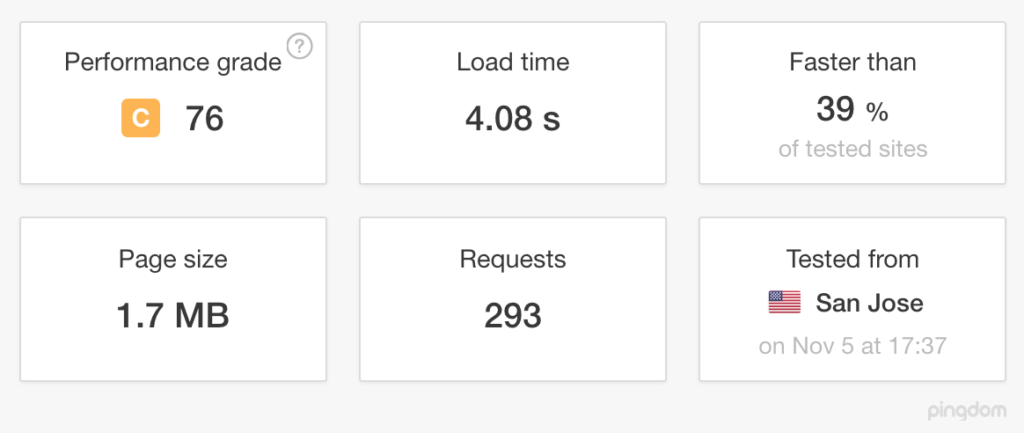 Performance grade ?
C 76
Load time
4.08 s
Faster than
39 %
of tested sites
Page size
1.7 MB
Requests
293
Tested from
San Jose
on Nov 5 at 17:37
pingdom